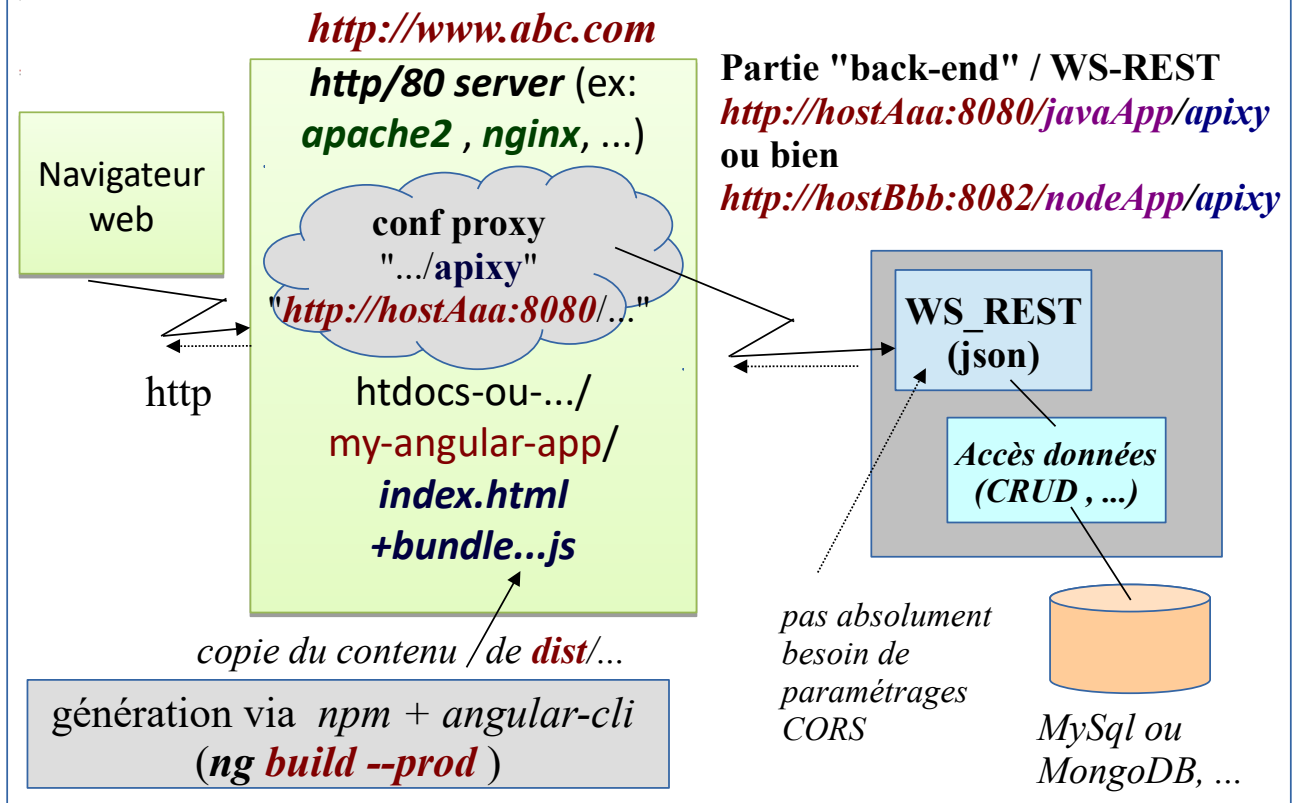 http://www.abc.com
http/80 server (ex:
apache2 , nginx, ...)
Partie "back-end" / WS-REST
http://hostAaa:8080/javaApp/apixy
ou bien
http://hostBbb:8082/nodeApp/apixy
Navigateur
web
conf proxy
".../apixy"
"http://hostAaa:8080/..."
WS_REST
(json)
http
htdocs-ou-.../
my-angular-app/
index.html
+bundle...js
Accès données
(CRUD , ...)
copie du contenu de dist/...
pas absolument
besoin de
paramétrages
CORS
génération via npm + angular-cli
(ng build --prod )
MySql ou
MongoDB, ...